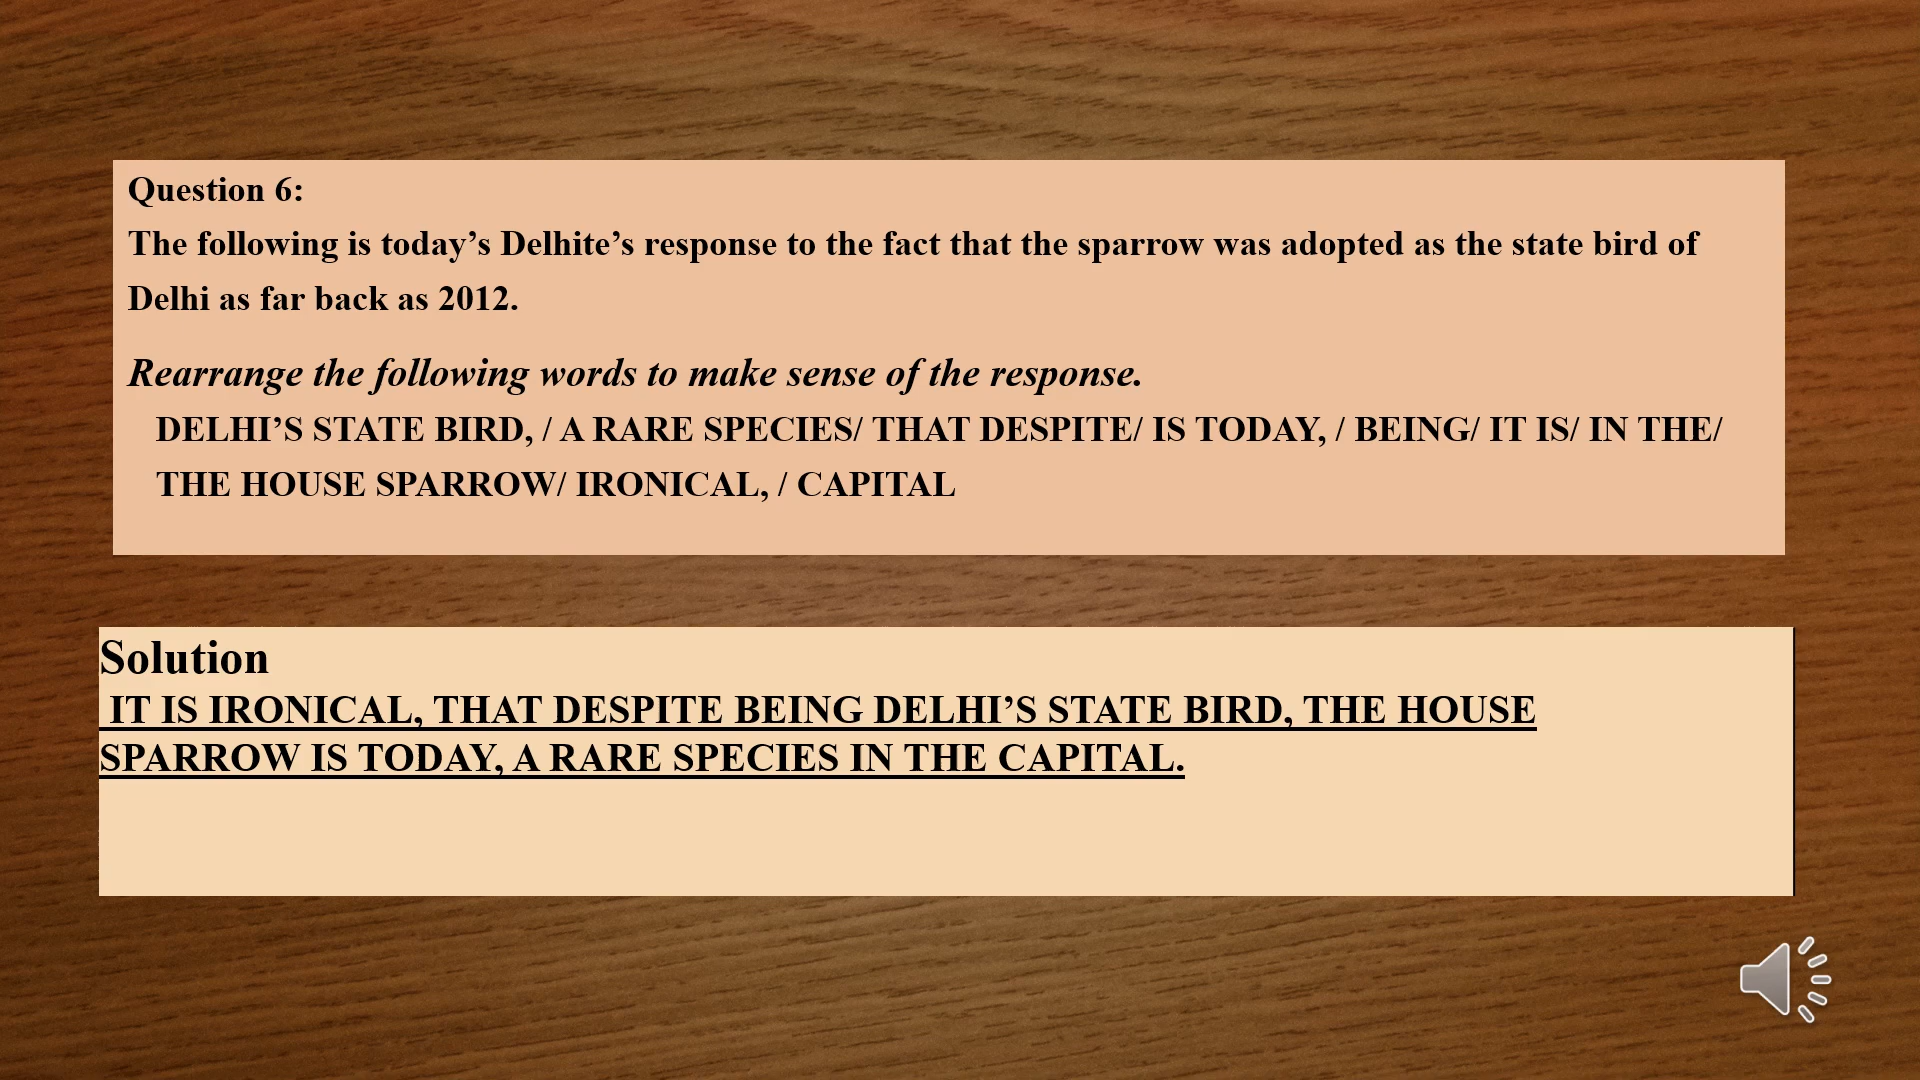 Question 6:
The following is today’s Delhite’s response to the fact that the sparrow was adopted as the state bird of
Delhi as far back as 2012.
Rearrange the following words to make sense of the response.
DELHI’S STATE BIRD, / A RARE SPECIES/ THAT DESPITE/ IS TODAY, / BEING/ IT IS/ IN THE/
THE HOUSE SPARROW/ IRONICAL, / CAPITAL
Solution
IT IS IRONICAL, THAT DESPITE BEING DELHI’S STATE BIRD, THE HOUSE
SPARROW IS TODAY, A RARE SPECIES IN THE CAPITAL.